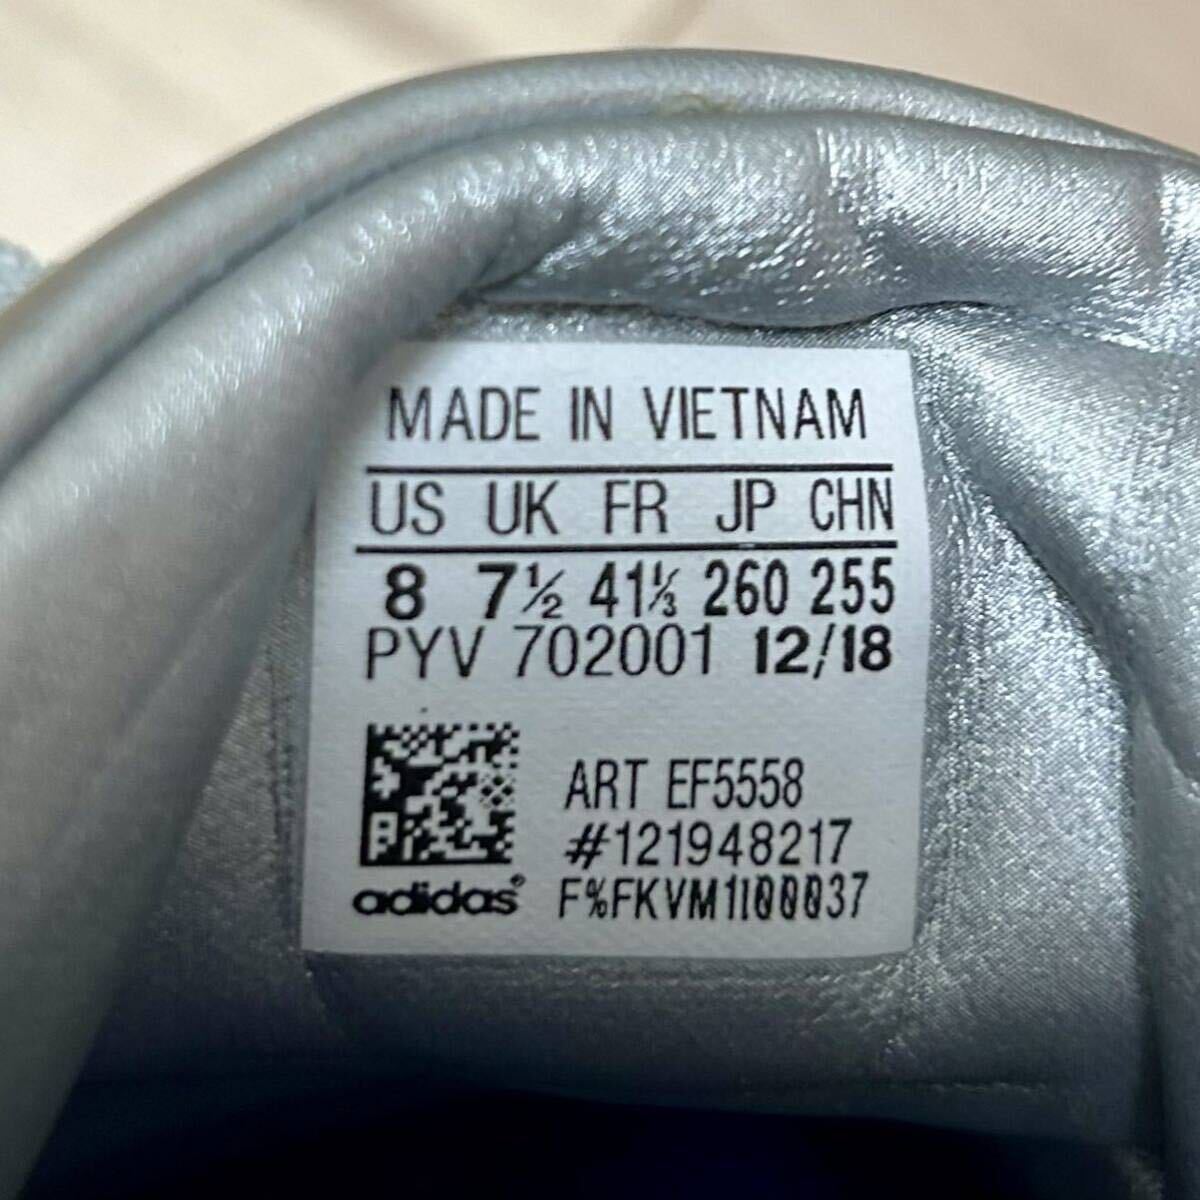 MADE IN VIETNAM
US UK FR JP CHN
8 7½ 41⅓ 260 255
PYV 702001 12/18
ART EF5558
#121948217
adidas® F%FKVM1I00037